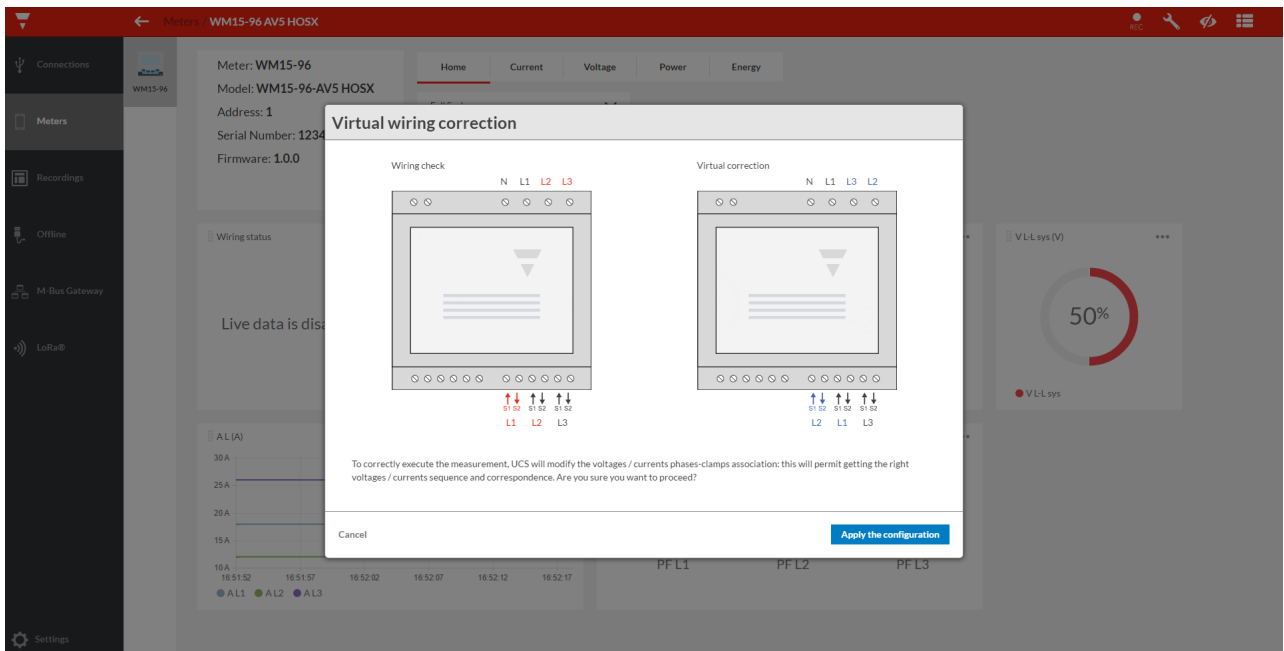 Meters / WM15-96 AV5 HOSX
REC
Connections
Meters
Recordings
Offline
M-Bus Gateway
LoRa®
Settings
WM15-96
Meter: WM15-96
Model: WM15-96-AV5 HOSX
Address: 1
Serial Number: 1234
Firmware: 1.0.0
Home Current Voltage Power Energy
Virtual wiring correction
Wiring check
N L1 L2 L3
S1 S2 S1 S2 S1 S2
L1 L2 L3
Virtual correction
N L1 L3 L2
S1 S2 S1 S2 S1 S2
L2 L1 L3
To correctly execute the measurement, UCS will modify the voltages / currents phases-clamps association: this will permit getting the right
voltages / currents sequence and correspondence. Are you sure you want to proceed?
Cancel
Apply the configuration
Wiring status
Live data is disa
V L-L sys (V)
50%
V L-L sys
A L (A)
30 A
25 A
20 A
15 A
10 A
16:51:52 16:51:57 16:52:02 16:52:07 16:52:12 16:52:17
A L1 A L2 A L3
PF L1 PF L2 PF L3